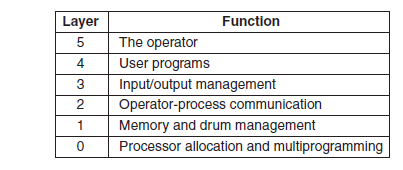 Layer Function
5 The operator
4 User programs
3 Input/output management
2 Operator-process communication
1 Memory and drum management
0 Processor allocation and multiprogramming